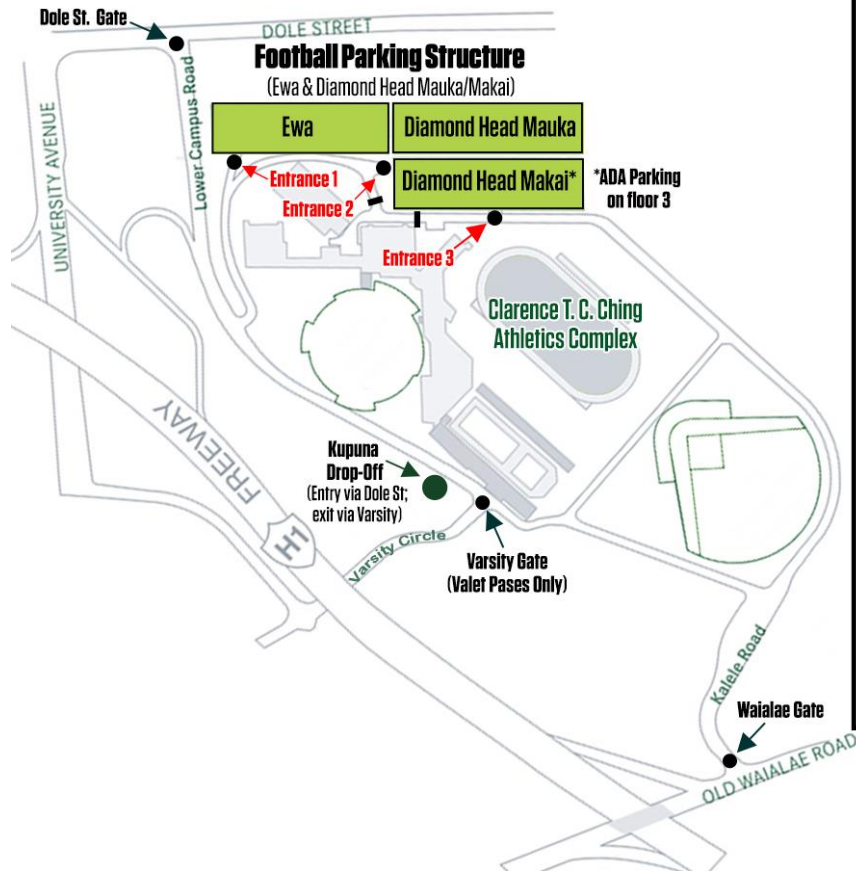 Dole St. Gate
DOLE STREET
Football Parking Structure
(Ewa & Diamond Head Mauka/Makai)
UNIVERSITY AVENUE
Lower Campus Road
Ewa
Diamond Head Mauka
Diamond Head Makai*
*ADA Parking
on floor 3
Entrance 1
Entrance 2
Entrance 3
Clarence T. C. Ching
Athletics Complex
FREEWAY
H1
Kupuna
Drop-Off
(Entry via Dole St;
exit via Varsity)
Varsity Circle
Varsity Gate
(Valet Pases Only)
Kalele Road
Waialae Gate
OLD WAIALAE ROAD